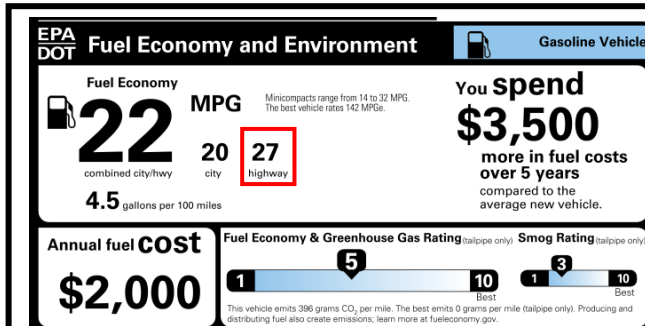 EPA
DOT
Fuel Economy and Environment
Gasoline Vehicle
Fuel Economy
22
MPG
Minicompacts range from 14 to 32 MPG.
The best vehicle rates 142 MPGe.
20
27
combined city/hwy
city
highway
4.5 gallons per 100 miles
You spend
$3,500
more in fuel costs
over 5 years
compared to the
average new vehicle.
Annual fuel cost
$2,000
Fuel Economy & Greenhouse Gas Rating (tailpipe only)
5
1
10
Best
Smog Rating (tailpipe only)
3
1
10
Best
This vehicle emits 396 grams CO₂ per mile. The best emits 0 grams per mile (tailpipe only). Producing and
distributing fuel also create emissions; learn more at fueleconomy.gov.